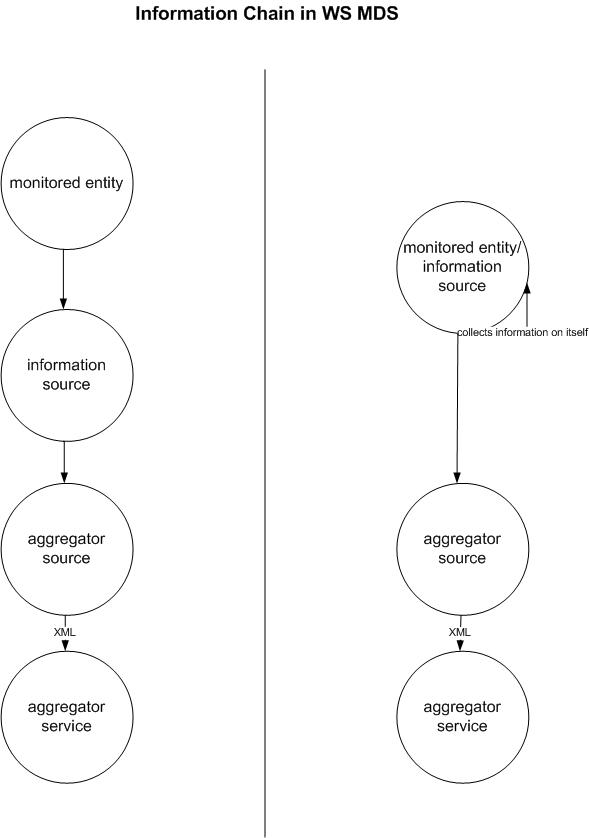 Information Chain in WS MDS
monitored entity
information
source
aggregator
source
XML
aggregator
service
monitored entity/
information
source
collects information on itself
aggregator
source
XML
aggregator
service